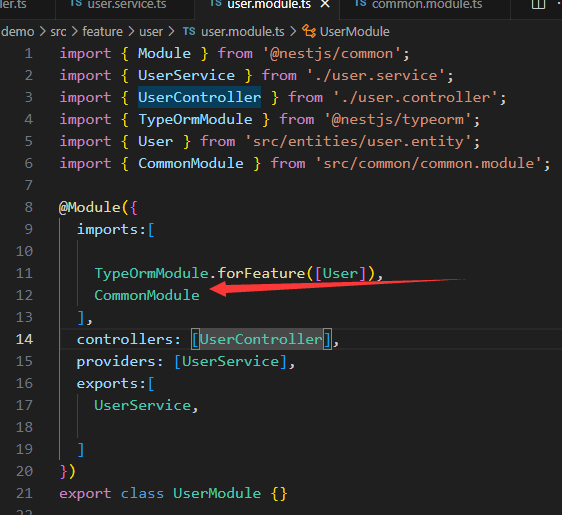 ler.ts user.service.ts user.module.ts × common.module.ts
demo > src > feature > user > user.module.ts > UserModule
1 import { Module } from '@nestjs/common';
2 import { UserService } from './user.service';
3 import { UserController } from './user.controller';
4 import { TypeOrmModule } from '@nestjs/typeorm';
5 import { User } from 'src/entities/user.entity';
6 import { CommonModule } from 'src/common/common.module';
7
8 @Module({
9 imports:[
10
11 TypeOrmModule.forFeature([User]),
12 CommonModule
13 ],
14 controllers: [UserController],
15 providers: [UserService],
16 exports:[
17 UserService,
18
19 ]
20 })
21 export class UserModule {}
22